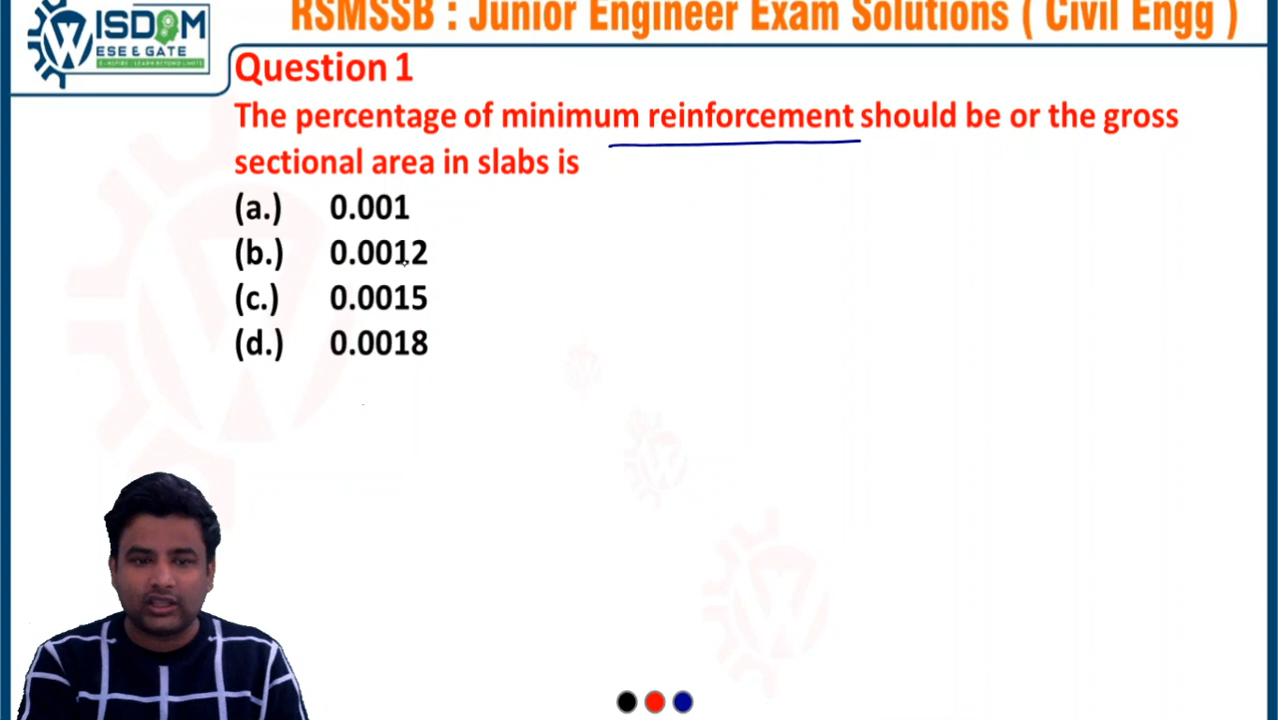 RSMSSB : Junior Engineer Exam Solutions ( Civil Engg )
WISDOM
ESE & GATE
Question 1
The percentage of minimum reinforcement should be or the gross
sectional area in slabs is
(a.) 0.001
(b.) 0.0012
(c.) 0.0015
(d.) 0.0018